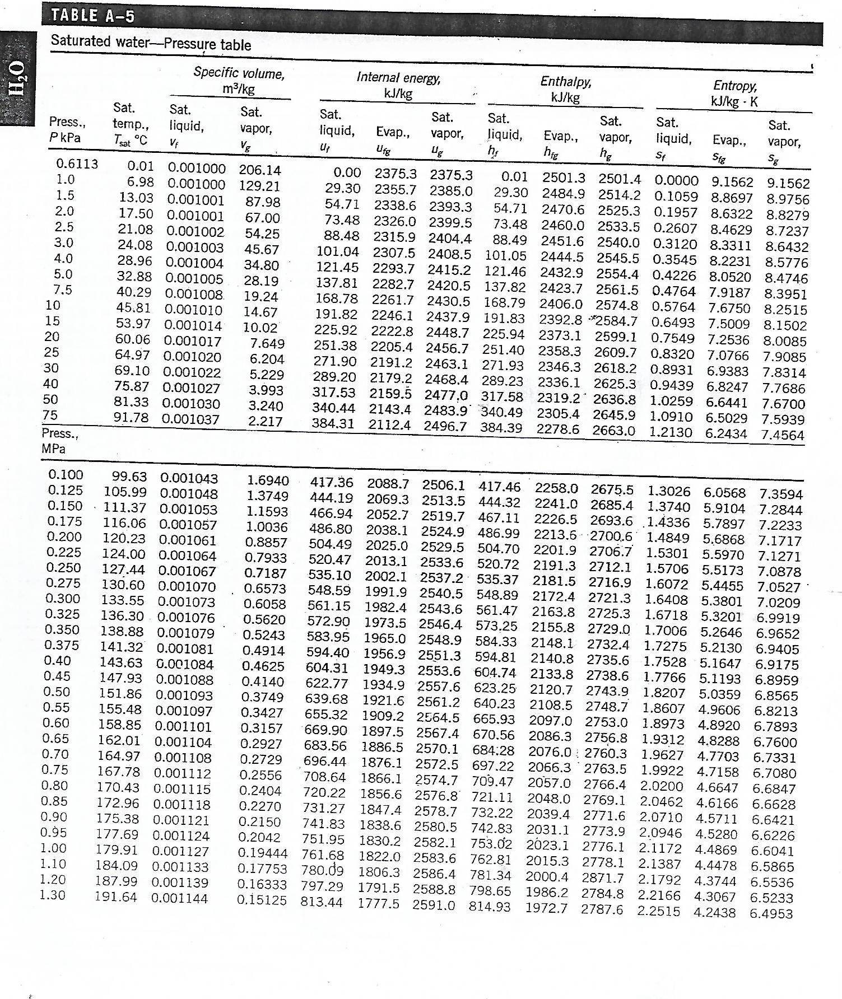 TABLE A–5
Saturated water—Pressure table
H₂O
Specific volume, m³/kg Internal energy, kJ/kg Enthalpy, kJ/kg Entropy, kJ/kg · K
Press., P kPa Sat. temp., Tsat °C Sat. liquid, vf Sat. vapor, vg Sat. liquid, uf Evap., ufg Sat. vapor, ug Sat. liquid, hf Evap., hfg Sat. vapor, hg Sat. liquid, sf Evap., sfg Sat. vapor, sg
0.6113 0.01 0.001000 206.14 0.00 2375.3 2375.3 0.01 2501.3 2501.4 0.0000 9.1562 9.1562
1.0 6.98 0.001000 129.21 29.30 2355.7 2385.0 29.30 2484.9 2514.2 0.1059 8.8697 8.9756
1.5 13.03 0.001001 87.98 54.71 2338.6 2393.3 54.71 2470.6 2525.3 0.1957 8.6322 8.8279
2.0 17.50 0.001001 67.00 73.48 2326.0 2399.5 73.48 2460.0 2533.5 0.2607 8.4629 8.7237
2.5 21.08 0.001002 54.25 88.48 2315.9 2404.4 88.49 2451.6 2540.0 0.3120 8.3311 8.6432
3.0 24.08 0.001003 45.67 101.04 2307.5 2408.5 101.05 2444.5 2545.5 0.3545 8.2231 8.5776
4.0 28.96 0.001004 34.80 121.45 2293.7 2415.2 121.46 2432.9 2554.4 0.4226 8.0520 8.4746
5.0 32.88 0.001005 28.19 137.81 2282.7 2420.5 137.82 2423.7 2561.5 0.4764 7.9187 8.3951
7.5 40.29 0.001008 19.24 168.78 2261.7 2430.5 168.79 2406.0 2574.8 0.5764 7.6750 8.2515
10 45.81 0.001010 14.67 191.82 2246.1 2437.9 191.83 2392.8 2584.7 0.6493 7.5009 8.1502
15 53.97 0.001014 10.02 225.92 2222.8 2448.7 225.94 2373.1 2599.1 0.7549 7.2536 8.0085
20 60.06 0.001017 7.649 251.38 2205.4 2456.7 251.40 2358.3 2609.7 0.8320 7.0766 7.9085
25 64.97 0.001020 6.204 271.90 2191.2 2463.1 271.93 2346.3 2618.2 0.8931 6.9383 7.8314
30 69.10 0.001022 5.229 289.20 2179.2 2468.4 289.23 2336.1 2625.3 0.9439 6.8247 7.7686
40 75.87 0.001027 3.993 317.53 2159.5 2477.0 317.58 2319.2 2636.8 1.0259 6.6441 7.6700
50 81.33 0.001030 3.240 340.44 2143.4 2483.9 340.49 2305.4 2645.9 1.0910 6.5029 7.5939
75 91.78 0.001037 2.217 384.31 2112.4 2496.7 384.39 2278.6 2663.0 1.2130 6.2434 7.4564
Press.,
MPa
0.100 99.63 0.001043 1.6940 417.36 2088.7 2506.1 417.46 2258.0 2675.5 1.3026 6.0568 7.3594
0.125 105.99 0.001048 1.3749 444.19 2069.3 2513.5 444.32 2241.0 2685.4 1.3740 5.9104 7.2844
0.150 111.37 0.001053 1.1593 466.94 2052.7 2519.7 467.11 2226.5 2693.6 1.4336 5.7897 7.2233
0.175 116.06 0.001057 1.0036 486.80 2038.1 2524.9 486.99 2213.6 2700.6 1.4849 5.6868 7.1717
0.200 120.23 0.001061 0.8857 504.49 2025.0 2529.5 504.70 2201.9 2706.7 1.5301 5.5970 7.1271
0.225 124.00 0.001064 0.7933 520.47 2013.1 2533.6 520.72 2191.3 2712.1 1.5706 5.5173 7.0878
0.250 127.44 0.001067 0.7187 535.10 2002.1 2537.2 535.37 2181.5 2716.9 1.6072 5.4455 7.0527
0.275 130.60 0.001070 0.6573 548.59 1991.9 2540.5 548.89 2172.4 2721.3 1.6408 5.3801 7.0209
0.300 133.55 0.001073 0.6058 561.15 1982.4 2543.6 561.47 2163.8 2725.3 1.6718 5.3201 6.9919
0.325 136.30 0.001076 0.5620 572.90 1973.5 2546.4 573.25 2155.8 2729.0 1.7006 5.2646 6.9652
0.350 138.88 0.001079 0.5243 583.95 1965.0 2548.9 584.33 2148.1 2732.4 1.7275 5.2130 6.9405
0.375 141.32 0.001081 0.4914 594.40 1956.9 2551.3 594.81 2140.8 2735.6 1.7528 5.1647 6.9175
0.40 143.63 0.001084 0.4625 604.31 1949.3 2553.6 604.74 2133.8 2738.6 1.7766 5.1193 6.8959
0.45 147.93 0.001088 0.4140 622.77 1934.9 2557.6 623.25 2120.7 2743.9 1.8207 5.0359 6.8565
0.50 151.86 0.001093 0.3749 639.68 1921.6 2561.2 640.23 2108.5 2748.7 1.8607 4.9606 6.8213
0.55 155.48 0.001097 0.3427 655.32 1909.2 2564.5 665.93 2097.0 2753.0 1.8973 4.8920 6.7893
0.60 158.85 0.001101 0.3157 669.90 1897.5 2567.4 670.56 2086.3 2756.8 1.9312 4.8288 6.7600
0.65 162.01 0.001104 0.2927 683.56 1886.5 2570.1 684.28 2076.0 2760.3 1.9627 4.7703 6.7331
0.70 164.97 0.001108 0.2729 696.44 1876.1 2572.5 697.22 2066.3 2763.5 1.9922 4.7158 6.7080
0.75 167.78 0.001112 0.2556 708.64 1866.1 2574.7 709.47 2057.0 2766.4 2.0200 4.6647 6.6847
0.80 170.43 0.001115 0.2404 720.22 1856.6 2576.8 721.11 2048.0 2769.1 2.0462 4.6166 6.6628
0.85 172.96 0.001118 0.2270 731.27 1847.4 2578.7 732.22 2039.4 2771.6 2.0710 4.5711 6.6421
0.90 175.38 0.001121 0.2150 741.83 1838.6 2580.5 742.83 2031.1 2773.9 2.0946 4.5280 6.6226
0.95 177.69 0.001124 0.2042 751.95 1830.2 2582.1 753.02 2023.1 2776.1 2.1172 4.4869 6.6041
1.00 179.91 0.001127 0.19444 761.68 1822.0 2583.6 762.81 2015.3 2778.1 2.1387 4.4478 6.5865
1.10 184.09 0.001133 0.17753 780.09 1806.3 2586.4 781.34 2000.4 2871.7 2.1792 4.3744 6.5536
1.20 187.99 0.001139 0.16333 797.29 1791.5 2588.8 798.65 1986.2 2784.8 2.2166 4.3067 6.5233
1.30 191.64 0.001144 0.15125 813.44 1777.5 2591.0 814.93 1972.7 2787.6 2.2515 4.2438 6.4953